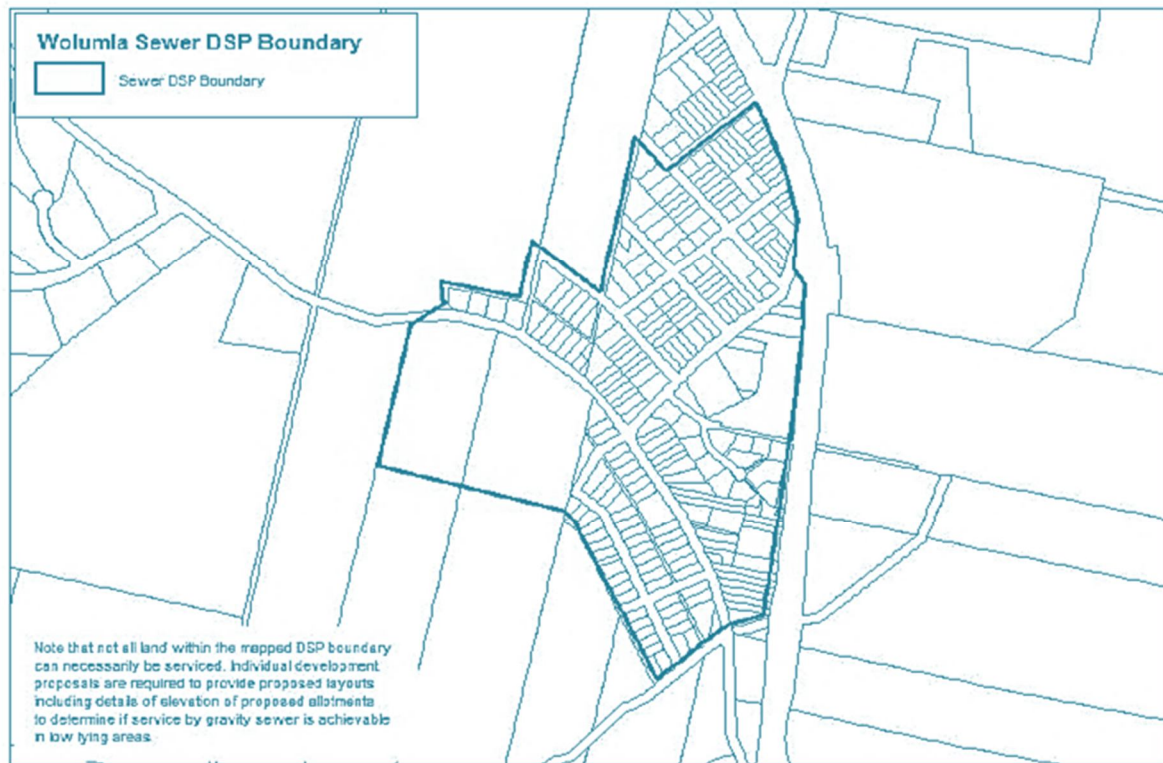 Wolumla Sewer DSP Boundary
Sewer DSP Boundary
Note that not all land within the mapped DSP boundary
can necessarily be serviced. Individual development
proposals are required to provide proposed layouts
including details of elevation of proposed allotments
to determine if service by gravity sewer is achievable
in low lying areas.